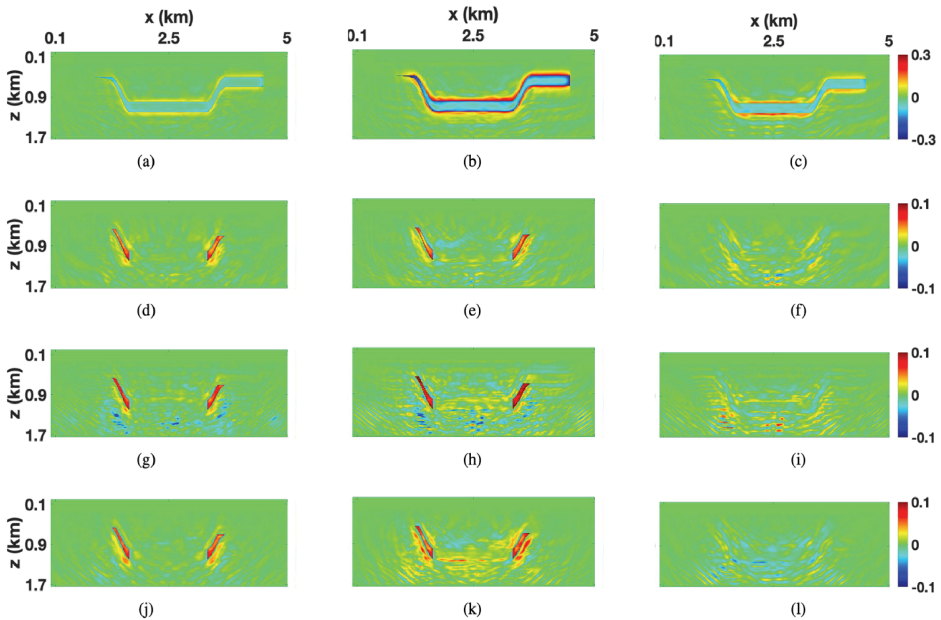 x (km) x (km) x (km)
0.1 2.5 5 0.1 2.5 5 0.1 2.5 5
0.1
z (km)
0.9
1.7
0.3
0
-0.3
(a) (b) (c)
0.1
z (km)
0.9
1.7
0.1
0
-0.1
(d) (e) (f)
0.1
z (km)
0.9
1.7
0.1
0
-0.1
(g) (h) (i)
0.1
z (km)
0.9
1.7
0.1
0
-0.1
(j) (k) (l)